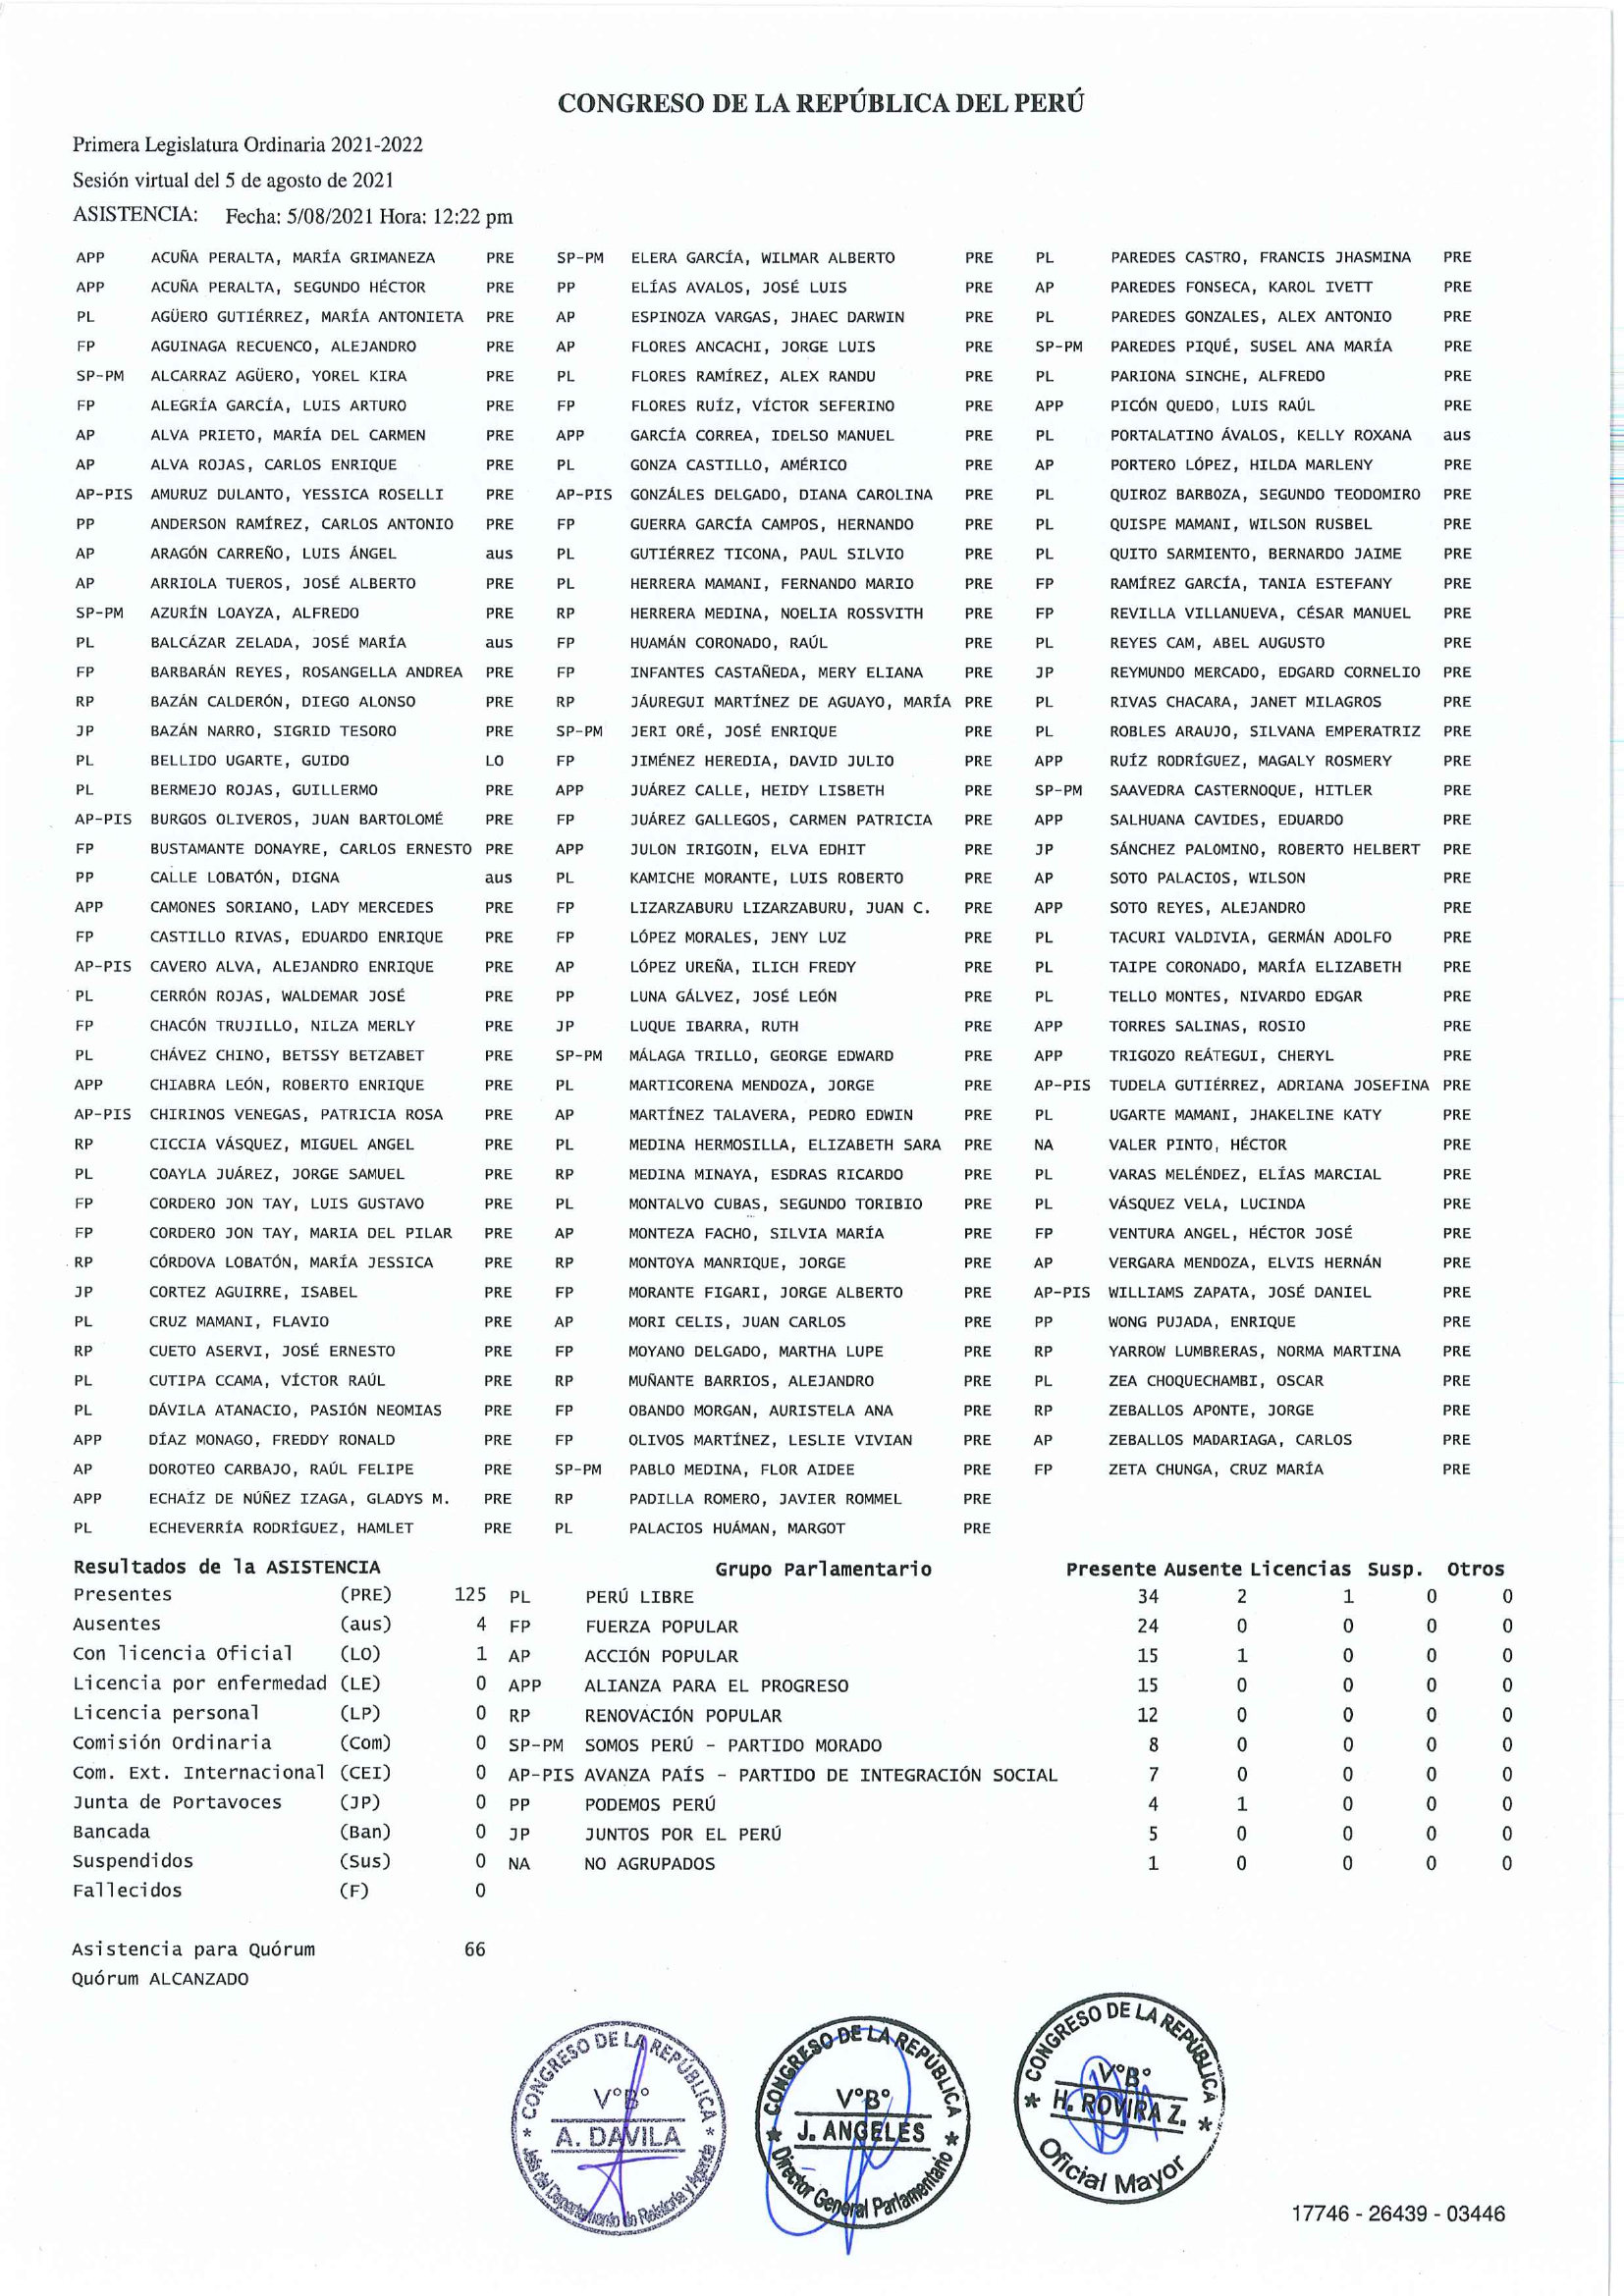 CONGRESO DE LA REPÚBLICA DEL PERÚ
Primera Legislatura Ordinaria 2021-2022
Sesión virtual del 5 de agosto de 2021
ASISTENCIA: Fecha: 5/08/2021 Hora: 12:22 pm
APP ACUÑA PERALTA, MARÍA GRIMANEZA PRE SP-PM ELERA GARCÍA, WILMAR ALBERTO PRE PL PAREDES CASTRO, FRANCIS JHASMINA PRE
APP ACUÑA PERALTA, SEGUNDO HÉCTOR PRE PP ELÍAS AVALOS, JOSÉ LUIS PRE AP PAREDES FONSECA, KAROL IVETT PRE
PL AGÜERO GUTIÉRREZ, MARÍA ANTONIETA PRE AP ESPINOZA VARGAS, JHAEC DARWIN PRE PL PAREDES GONZALES, ALEX ANTONIO PRE
FP AGUINAGA RECUENCO, ALEJANDRO PRE AP FLORES ANCACHI, JORGE LUIS PRE SP-PM PAREDES PIQUÉ, SUSEL ANA MARÍA PRE
SP-PM ALCARRAZ AGÜERO, YOREL KIRA PRE PL FLORES RAMÍREZ, ALEX RANDU PRE PL PARIONA SINCHE, ALFREDO PRE
FP ALEGRÍA GARCÍA, LUIS ARTURO PRE FP FLORES RUÍZ, VÍCTOR SEFERINO PRE APP PICÓN QUEDO, LUIS RAÚL PRE
AP ALVA PRIETO, MARÍA DEL CARMEN PRE APP GARCÍA CORREA, IDELSO MANUEL PRE PL PORTALATINO ÁVALOS, KELLY ROXANA aus
AP ALVA ROJAS, CARLOS ENRIQUE PRE PL GONZA CASTILLO, AMÉRICO PRE AP PORTERO LÓPEZ, HILDA MARLENY PRE
AP-PIS AMURUZ DULANTO, YESSICA ROSELLI PRE AP-PIS GONZÁLES DELGADO, DIANA CAROLINA PRE PL QUIROZ BARBOZA, SEGUNDO TEODOMIRO PRE
PP ANDERSON RAMÍREZ, CARLOS ANTONIO PRE FP GUERRA GARCÍA CAMPOS, HERNANDO PRE PL QUISPE MAMANI, WILSON RUSBEL PRE
AP ARAGÓN CARREÑO, LUIS ÁNGEL aus PL GUTIÉRREZ TICONA, PAUL SILVIO PRE PL QUITO SARMIENTO, BERNARDO JAIME PRE
AP ARRIOLA TUEROS, JOSÉ ALBERTO PRE PL HERRERA MAMANI, FERNANDO MARIO PRE FP RAMÍREZ GARCÍA, TANIA ESTEFANY PRE
SP-PM AZURÍN LOAYZA, ALFREDO PRE RP HERRERA MEDINA, NOELIA ROSSVITH PRE FP REVILLA VILLANUEVA, CÉSAR MANUEL PRE
PL BALCÁZAR ZELADA, JOSÉ MARÍA aus FP HUAMÁN CORONADO, RAÚL PRE PL REYES CAM, ABEL AUGUSTO PRE
FP BARBARÁN REYES, ROSANGELLA ANDREA PRE FP INFANTES CASTAÑEDA, MERY ELIANA PRE JP REYMUNDO MERCADO, EDGARD CORNELIO PRE
RP BAZÁN CALDERÓN, DIEGO ALONSO PRE RP JÁUREGUI MARTÍNEZ DE AGUAYO, MARÍA PRE PL RIVAS CHACARA, JANET MILAGROS PRE
JP BAZÁN NARRO, SIGRID TESORO PRE SP-PM JERI ORÉ, JOSÉ ENRIQUE PRE PL ROBLES ARAUJO, SILVANA EMPERATRIZ PRE
PL BELLIDO UGARTE, GUIDO LO FP JIMÉNEZ HEREDIA, DAVID JULIO PRE APP RUÍZ RODRÍGUEZ, MAGALY ROSMERY PRE
PL BERMEJO ROJAS, GUILLERMO PRE APP JUÁREZ CALLE, HEIDY LISBETH PRE SP-PM SAAVEDRA CASTERNOQUE, HITLER PRE
AP-PIS BURGOS OLIVEROS, JUAN BARTOLOMÉ PRE FP JUÁREZ GALLEGOS, CARMEN PATRICIA PRE APP SALHUANA CAVIDES, EDUARDO PRE
FP BUSTAMANTE DONAYRE, CARLOS ERNESTO PRE APP JULON IRIGOIN, ELVA EDHIT PRE JP SÁNCHEZ PALOMINO, ROBERTO HELBERT PRE
PP CALLE LOBATÓN, DIGNA aus PL KAMICHE MORANTE, LUIS ROBERTO PRE AP SOTO PALACIOS, WILSON PRE
APP CAMONES SORIANO, LADY MERCEDES PRE FP LIZARZABURU LIZARZABURU, JUAN C. PRE APP SOTO REYES, ALEJANDRO PRE
FP CASTILLO RIVAS, EDUARDO ENRIQUE PRE FP LÓPEZ MORALES, JENY LUZ PRE PL TACURI VALDIVIA, GERMÁN ADOLFO PRE
AP-PIS CAVERO ALVA, ALEJANDRO ENRIQUE PRE AP LÓPEZ UREÑA, ILICH FREDY PRE PL TAIPE CORONADO, MARÍA ELIZABETH PRE
PL CERRÓN ROJAS, WALDEMAR JOSÉ PRE PP LUNA GÁLVEZ, JOSÉ LEÓN PRE PL TELLO MONTES, NIVARDO EDGAR PRE
FP CHACÓN TRUJILLO, NILZA MERLY PRE JP LUQUE IBARRA, RUTH PRE APP TORRES SALINAS, ROSIO PRE
PL CHÁVEZ CHINO, BETSSY BETZABET PRE SP-PM MÁLAGA TRILLO, GEORGE EDWARD PRE APP TRIGOZO REÁTEGUI, CHERYL PRE
APP CHIABRA LEÓN, ROBERTO ENRIQUE PRE PL MARTICORENA MENDOZA, JORGE PRE AP-PIS TUDELA GUTIÉRREZ, ADRIANA JOSEFINA PRE
AP-PIS CHIRINOS VENEGAS, PATRICIA ROSA PRE AP MARTÍNEZ TALAVERA, PEDRO EDWIN PRE PL UGARTE MAMANI, JHAKELINE KATY PRE
RP CICCIA VÁSQUEZ, MIGUEL ANGEL PRE PL MEDINA HERMOSILLA, ELIZABETH SARA PRE NA VALER PINTO, HÉCTOR PRE
PL COAYLA JUÁREZ, JORGE SAMUEL PRE RP MEDINA MINAYA, ESDRAS RICARDO PRE PL VARAS MELÉNDEZ, ELÍAS MARCIAL PRE
FP CORDERO JON TAY, LUIS GUSTAVO PRE PL MONTALVO CUBAS, SEGUNDO TORIBIO PRE PL VÁSQUEZ VELA, LUCINDA PRE
FP CORDERO JON TAY, MARIA DEL PILAR PRE AP MONTEZA FACHO, SILVIA MARÍA PRE FP VENTURA ANGEL, HÉCTOR JOSÉ PRE
RP CÓRDOVA LOBATÓN, MARÍA JESSICA PRE RP MONTOYA MANRIQUE, JORGE PRE AP VERGARA MENDOZA, ELVIS HERNÁN PRE
JP CORTEZ AGUIRRE, ISABEL PRE FP MORANTE FIGARI, JORGE ALBERTO PRE AP-PIS WILLIAMS ZAPATA, JOSÉ DANIEL PRE
PL CRUZ MAMANI, FLAVIO PRE AP MORI CELIS, JUAN CARLOS PRE PP WONG PUJADA, ENRIQUE PRE
RP CUETO ASERVI, JOSÉ ERNESTO PRE FP MOYANO DELGADO, MARTHA LUPE PRE RP YARROW LUMBRERAS, NORMA MARTINA PRE
PL CUTIPA CCAMA, VÍCTOR RAÚL PRE RP MUÑANTE BARRIOS, ALEJANDRO PRE PL ZEA CHOQUECHAMBI, OSCAR PRE
PL DÁVILA ATANACIO, PASIÓN NEOMIAS PRE FP OBANDO MORGAN, AURISTELA ANA PRE RP ZEBALLOS APONTE, JORGE PRE
APP DÍAZ MONAGO, FREDDY RONALD PRE FP OLIVOS MARTÍNEZ, LESLIE VIVIAN PRE AP ZEBALLOS MADARIAGA, CARLOS PRE
AP DOROTEO CARBAJO, RAÚL FELIPE PRE SP-PM PABLO MEDINA, FLOR AIDEE PRE FP ZETA CHUNGA, CRUZ MARÍA PRE
APP ECHAÍZ DE NÚÑEZ IZAGA, GLADYS M. PRE RP PADILLA ROMERO, JAVIER ROMMEL PRE
PL ECHEVERRÍA RODRÍGUEZ, HAMLET PRE PL PALACIOS HUÁMAN, MARGOT PRE
Resultados de la ASISTENCIA Grupo Parlamentario Presente Ausente Licencias Susp. Otros
Presentes (PRE) 125 PL PERÚ LIBRE 34 2 1 0 0
Ausentes (aus) 4 FP FUERZA POPULAR 24 0 0 0 0
Con licencia Oficial (LO) 1 AP ACCIÓN POPULAR 15 1 0 0 0
Licencia por enfermedad (LE) 0 APP ALIANZA PARA EL PROGRESO 15 0 0 0 0
Licencia personal (LP) 0 RP RENOVACIÓN POPULAR 12 0 0 0 0
Comisión Ordinaria (Com) 0 SP-PM SOMOS PERÚ - PARTIDO MORADO 8 0 0 0 0
Com. Ext. Internacional (CEI) 0 AP-PIS AVANZA PAÍS - PARTIDO DE INTEGRACIÓN SOCIAL 7 0 0 0 0
Junta de Portavoces (JP) 0 PP PODEMOS PERÚ 4 1 0 0 0
Bancada (Ban) 0 JP JUNTOS POR EL PERÚ 5 0 0 0 0
Suspendidos (Sus) 0 NA NO AGRUPADOS 1 0 0 0 0
Fallecidos (F) 0
Asistencia para Quórum 66
Quórum ALCANZADO
* CONGRESO DE LA REPÚBLICA *
V°B°
A. DAVILA
Jefe del Departamento de Relatoría y Agenda
* CONGRESO DE LA REPÚBLICA *
V°B°
J. ANGELES
Director General Parlamentario
* CONGRESO DE LA REPÚBLICA *
V°B°
H. ROVIRA Z.
Oficial Mayor
17746 - 26439 - 03446